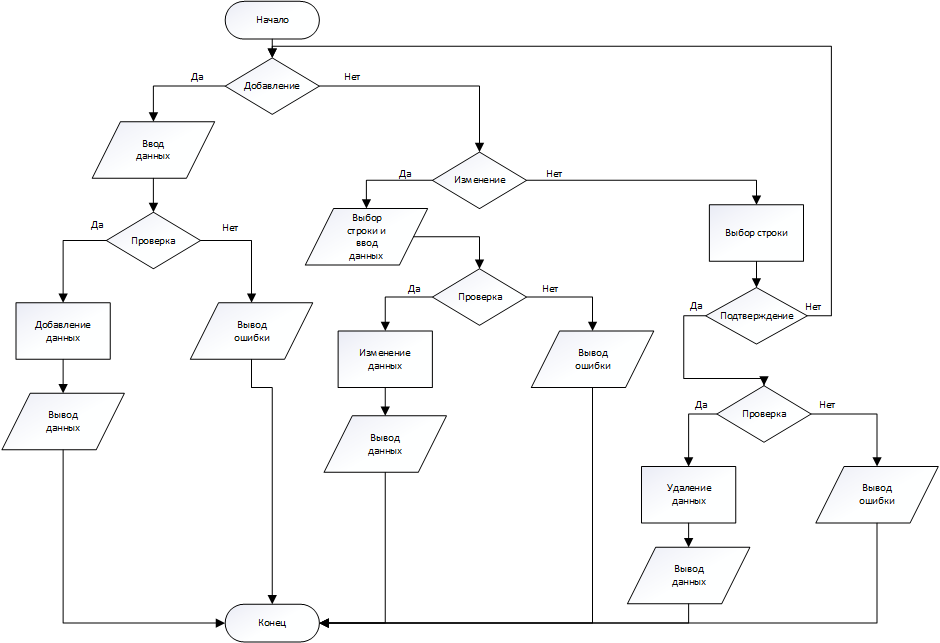 Начало
Добавление
Да
Нет
Ввод
данных
Изменение
Да
Нет
Выбор
строки и
ввод
данных
Выбор строки
Проверка
Да
Нет
Проверка
Да
Нет
Подтверждение
Да
Нет
Добавление
данных
Вывод
ошибки
Изменение
данных
Вывод
ошибки
Вывод
данных
Вывод
данных
Проверка
Да
Нет
Удаление
данных
Вывод
ошибки
Вывод
данных
Конец